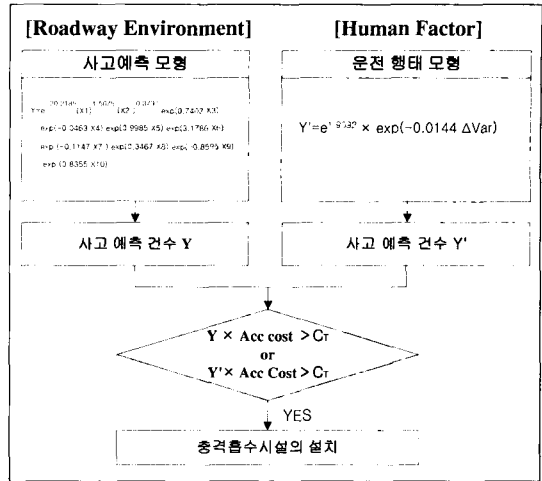 [Roadway Environment]
[Human Factor]
사고예측 모형
운전 행태 모형
exp(0.7402 X3)
exp(-0.0463 X4) exp(0.9985 X5) exp(3.1786 X6)
exp (-0.1147 X7) exp(0.3467 X8) exp( -0.8595 X9)
exp (0.8355 X10)
× exp(-0.0144 ΔVar)
사고 예측 건수 Y
사고 예측 건수 Y'
Y × Acc cost > CT
or
Y'× Acc Cost > CT
YES
충격흡수시설의 설치